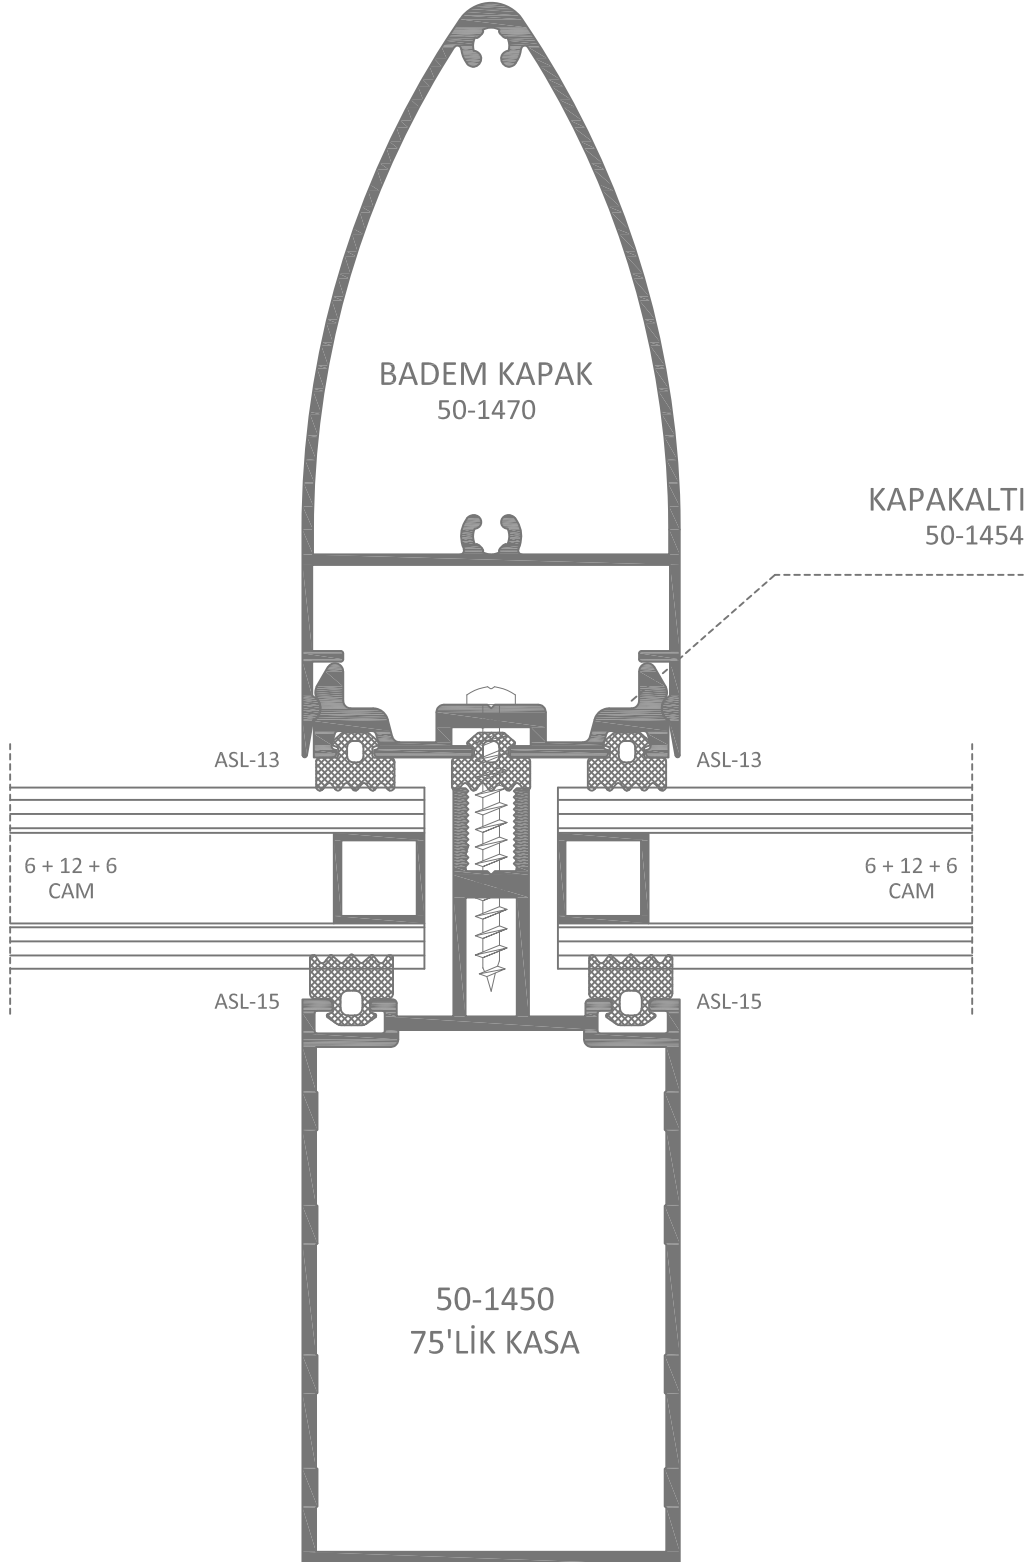 BADEM KAPAK
50-1470
KAPAKALTI
50-1454
ASL-13
ASL-13
6 + 12 + 6
CAM
6 + 12 + 6
CAM
ASL-15
ASL-15
50-1450
75'LİK KASA